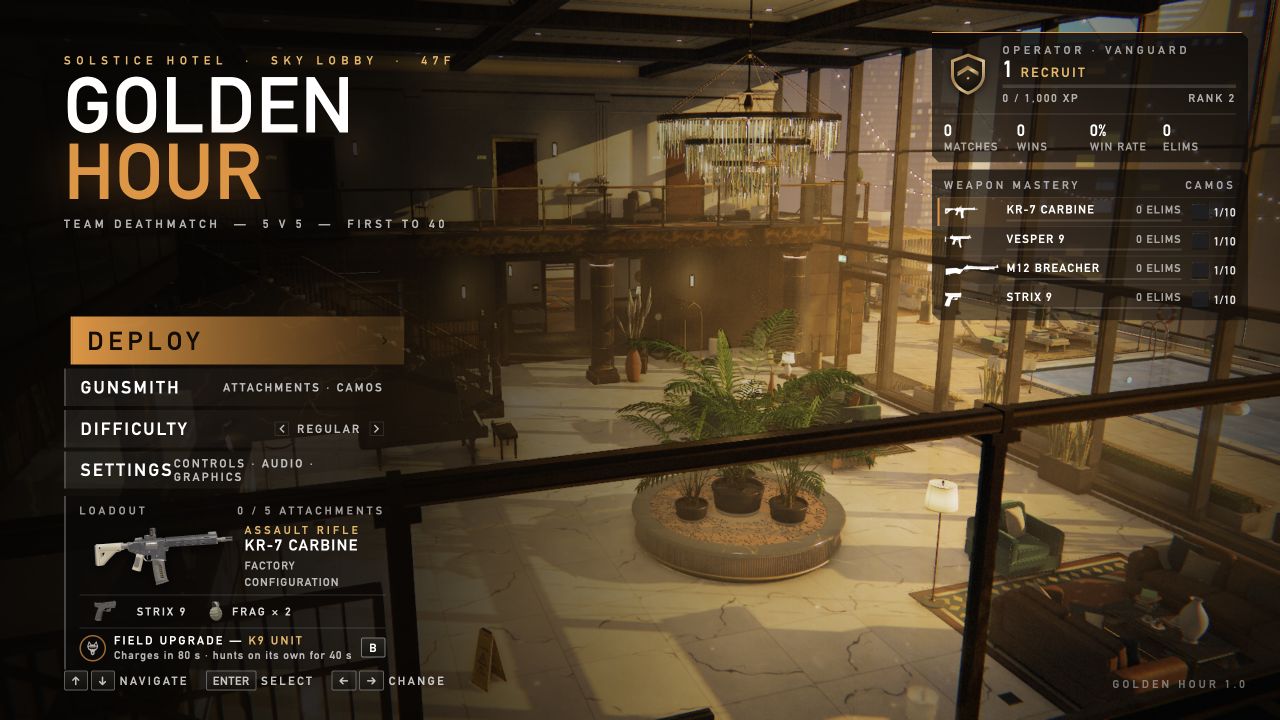 SOLSTICE HOTEL · SKY LOBBY · 47F
GOLDEN
HOUR
TEAM DEATHMATCH — 5 V 5 — FIRST TO 40
DEPLOY
GUNSMITH ATTACHMENTS · CAMOS
DIFFICULTY REGULAR
SETTINGS CONTROLS · AUDIO ·
GRAPHICS
LOADOUT 0 / 5 ATTACHMENTS
ASSAULT RIFLE
KR-7 CARBINE
FACTORY
CONFIGURATION
STRIX 9 FRAG × 2
FIELD UPGRADE — K9 UNIT
Charges in 80 s · hunts on its own for 40 s
B
↑ ↓ NAVIGATE ENTER SELECT ← → CHANGE
OPERATOR · VANGUARD
1 RECRUIT
0 / 1,000 XP RANK 2
0 0 0% 0
MATCHES WINS WIN RATE ELIMS
WEAPON MASTERY CAMOS
KR-7 CARBINE 0 ELIMS 1/10
VESPER 9 0 ELIMS 1/10
M12 BREACHER 0 ELIMS 1/10
STRIX 9 0 ELIMS 1/10
GOLDEN HOUR 1.0